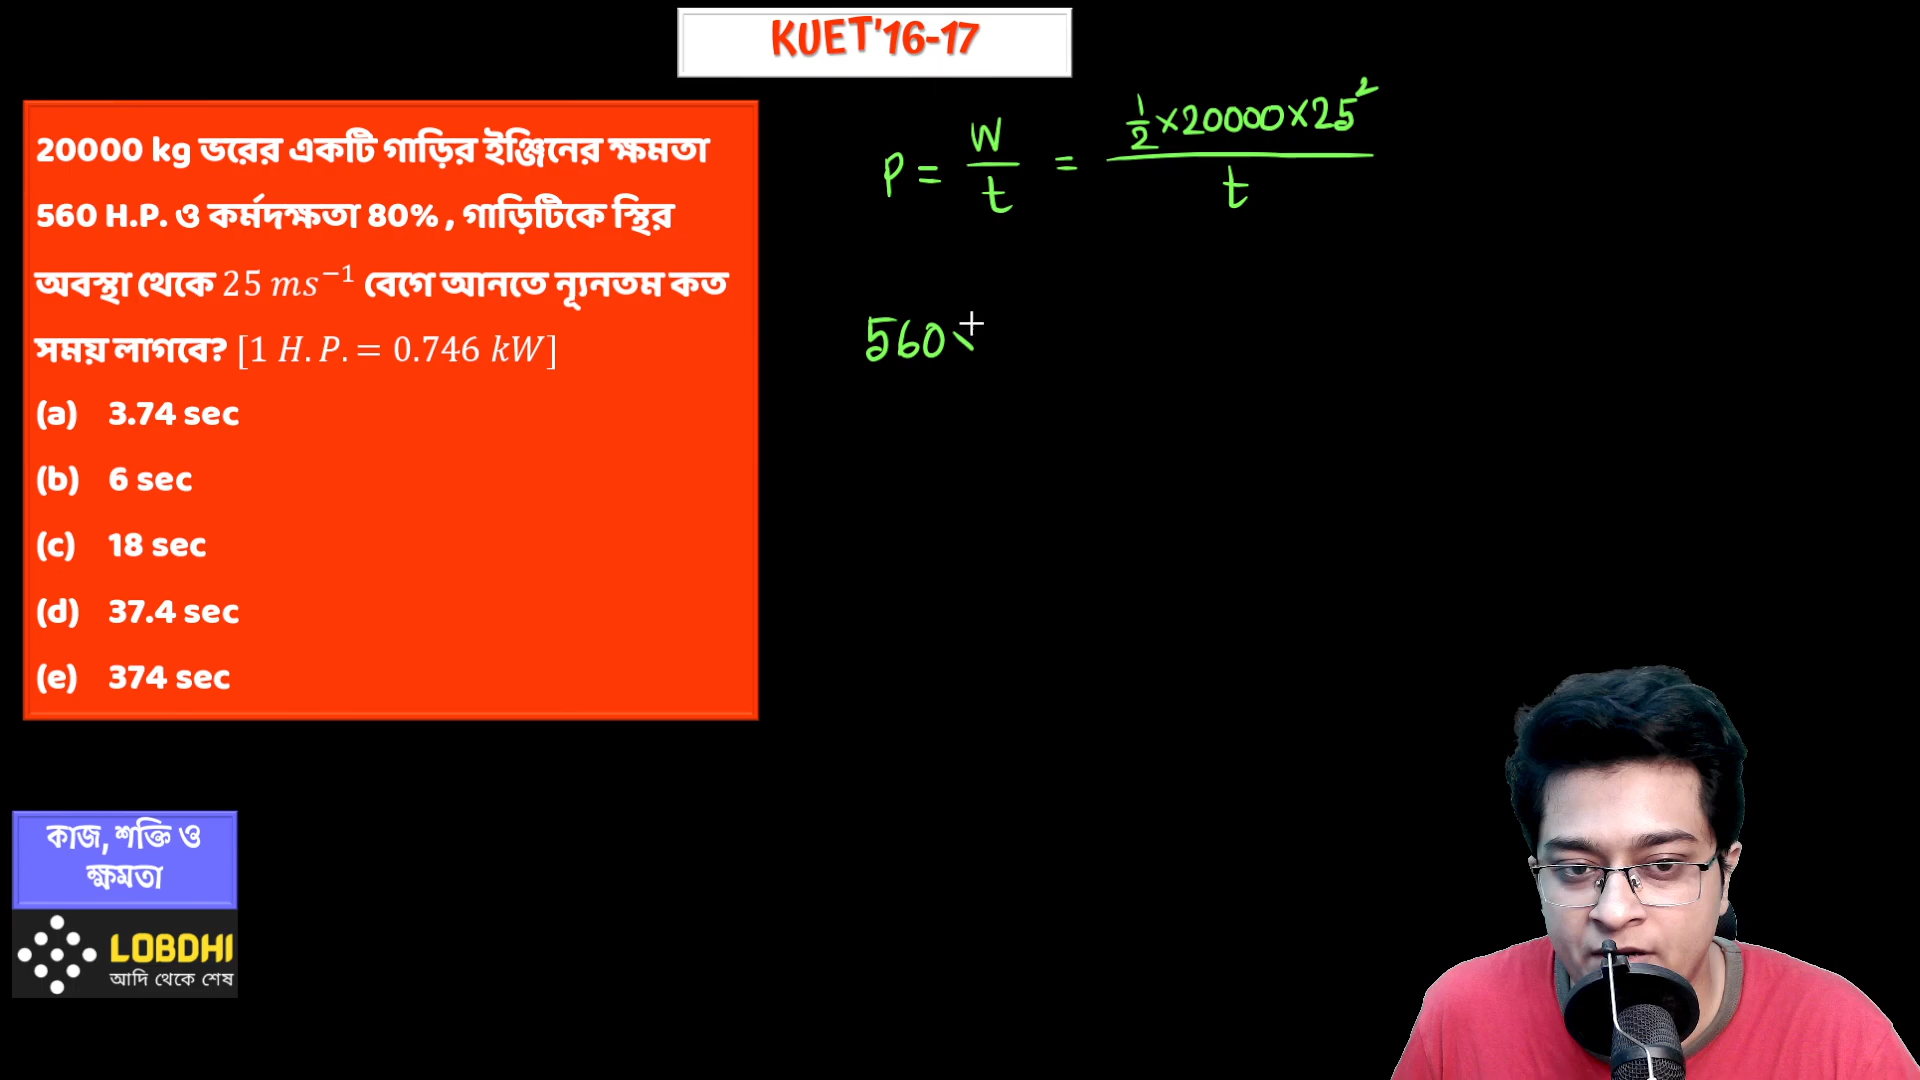 KUET'16-17
20000 kg ভরের একটি গাড়ির ইঞ্জিনের ক্ষমতা
560 H.P. ও কর্মদক্ষতা 80% , গাড়িটিকে স্থির
অবস্থা থেকে 25 ms⁻¹ বেগে আনতে ন্যূনতম কত
সময় লাগবে? [1 H.P. = 0.746 kW]
(a) 3.74 sec
(b) 6 sec
(c) 18 sec
(d) 37.4 sec
(e) 374 sec
P = W/t = (1/2 × 20000 × 25²)/t
560
কাজ, শক্তি ও
ক্ষমতা
LOBDHI
আদি থেকে শেষ